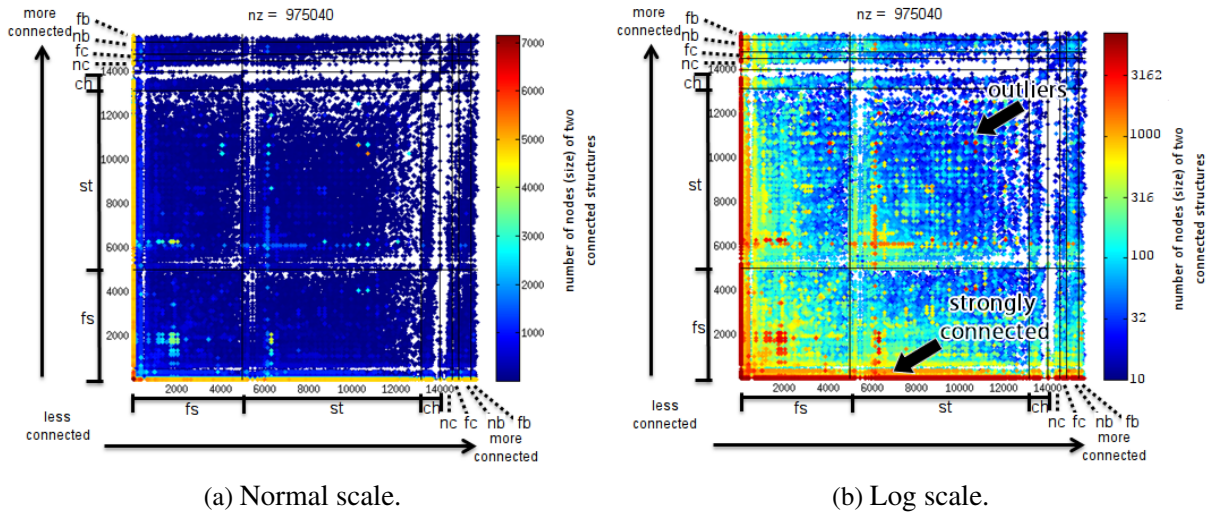 nz = 975040
more
connected
fb
nb
fc
nc
ch
st
fs
14000
12000
10000
8000
6000
4000
2000
2000
4000
6000
8000
10000
12000
14000
fs
st
ch
nc
fc
nb
fb
less
connected
more
connected
7000
6000
5000
4000
3000
2000
1000
number of nodes (size) of two
connected structures
(a) Normal scale.
nz = 975040
more
connected
fb
nb
fc
nc
ch
st
fs
14000
12000
10000
8000
6000
4000
2000
outliers
strongly
connected
2000
4000
6000
8000
10000
12000
14000
fs
st
ch
nc
fc
nb
fb
less
connected
more
connected
3162
1000
316
100
32
10
number of nodes (size) of two
connected structures
(b) Log scale.